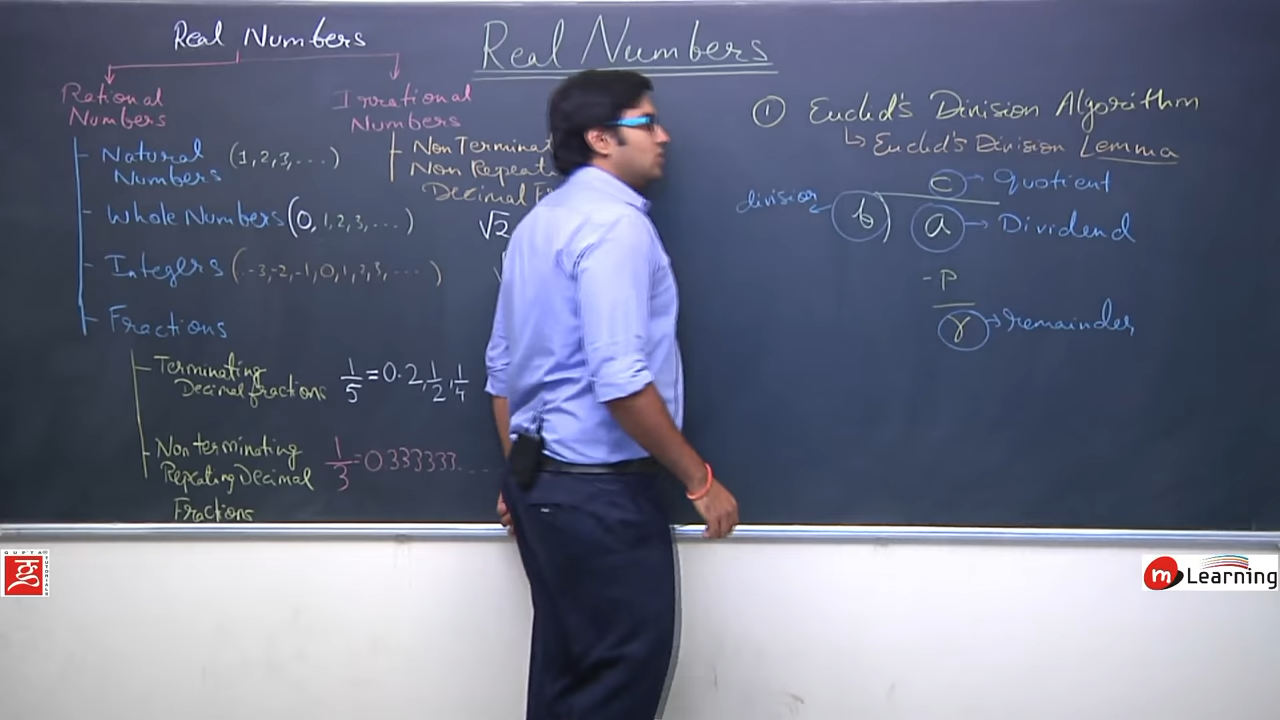 Real Numbers
Rational
Numbers
Irrational
Numbers
Natural
Numbers
(1, 2, 3, ....)
Whole Numbers (0, 1, 2, 3, ....)
Integers (-3, -2, -1, 0, 1, 2, 3, .... )
Fractions
Terminating
Decimal fractions
1/5 = 0.2, 1/2, 1/4
Non terminating
Repeating Decimal
Fractions
1/3 = 0.333333....
Non
Non
Decimal
√2
Real Numbers
① Euclid's Division Algorithm
↳ Euclid's Division Lemma
c → Quotient
division b) a → Dividend
- p
r → remainder
GUPTA
TUTORIALS
m Learning